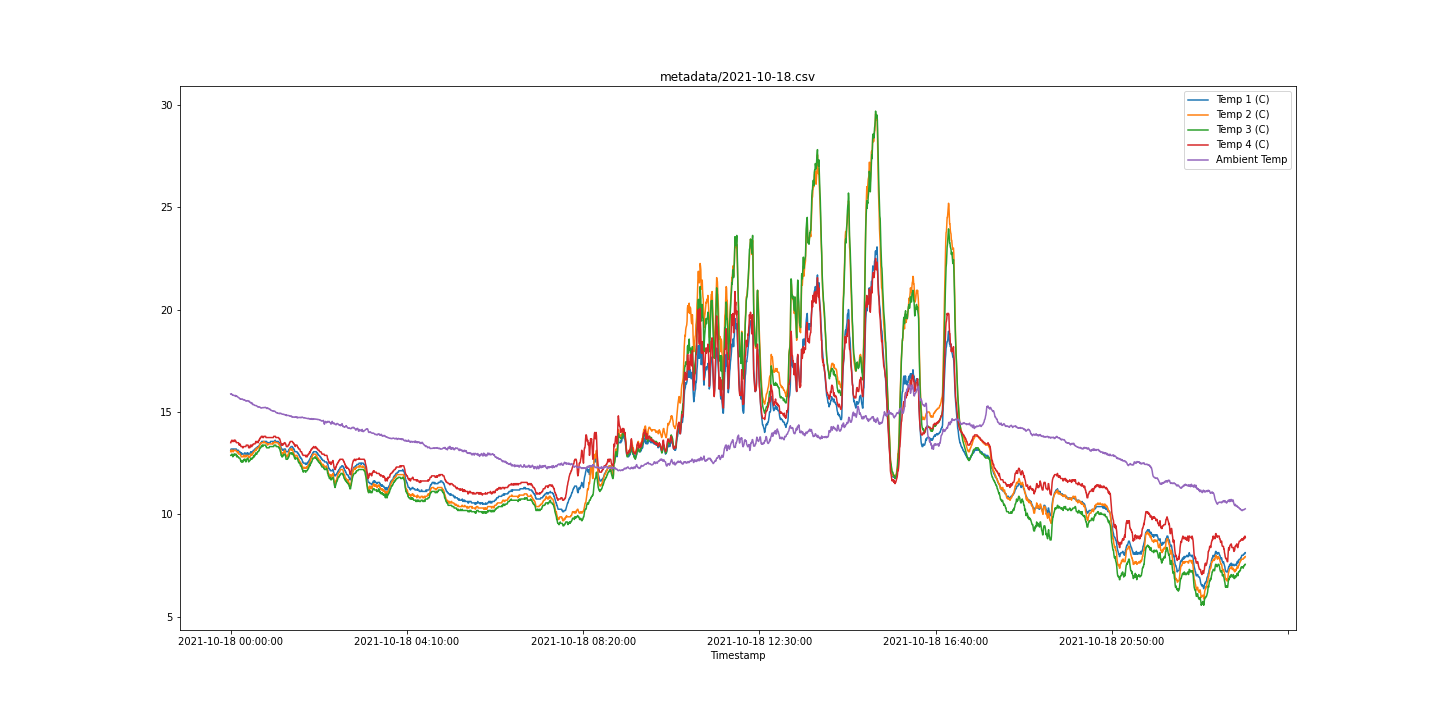 metadata/2021-10-18.csv
30
25
20
15
10
5
Temp 1 (C)
Temp 2 (C)
Temp 3 (C)
Temp 4 (C)
Ambient Temp
2021-10-18 00:00:00 2021-10-18 04:10:00 2021-10-18 08:20:00 2021-10-18 12:30:00 2021-10-18 16:40:00 2021-10-18 20:50:00
Timestamp